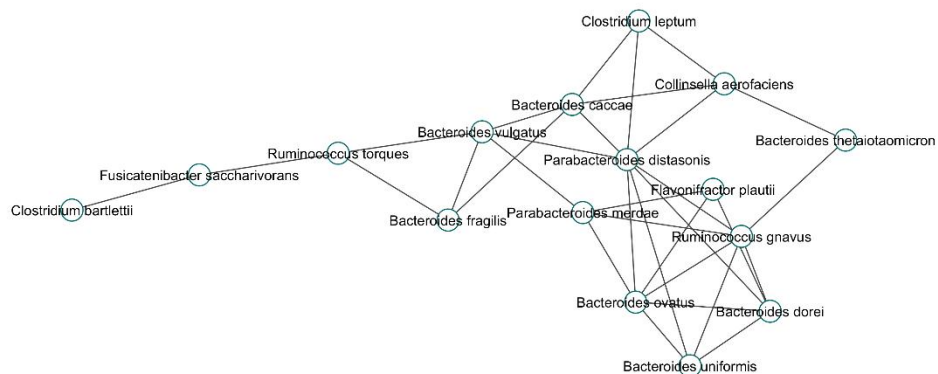 Clostridium leptum
Collinsella aerofaciens
Bacteroides caccae
Bacteroides vulgatus
Bacteroides thetaiotaomicron
Ruminococcus torques
Parabacteroides distasonis
Fusicatenibacter saccharivorans
Flavonifractor plautii
Clostridium bartlettii
Bacteroides fragilis
Parabacteroides merdae
Ruminococcus gnavus
Bacteroides ovatus
Bacteroides dorei
Bacteroides uniformis